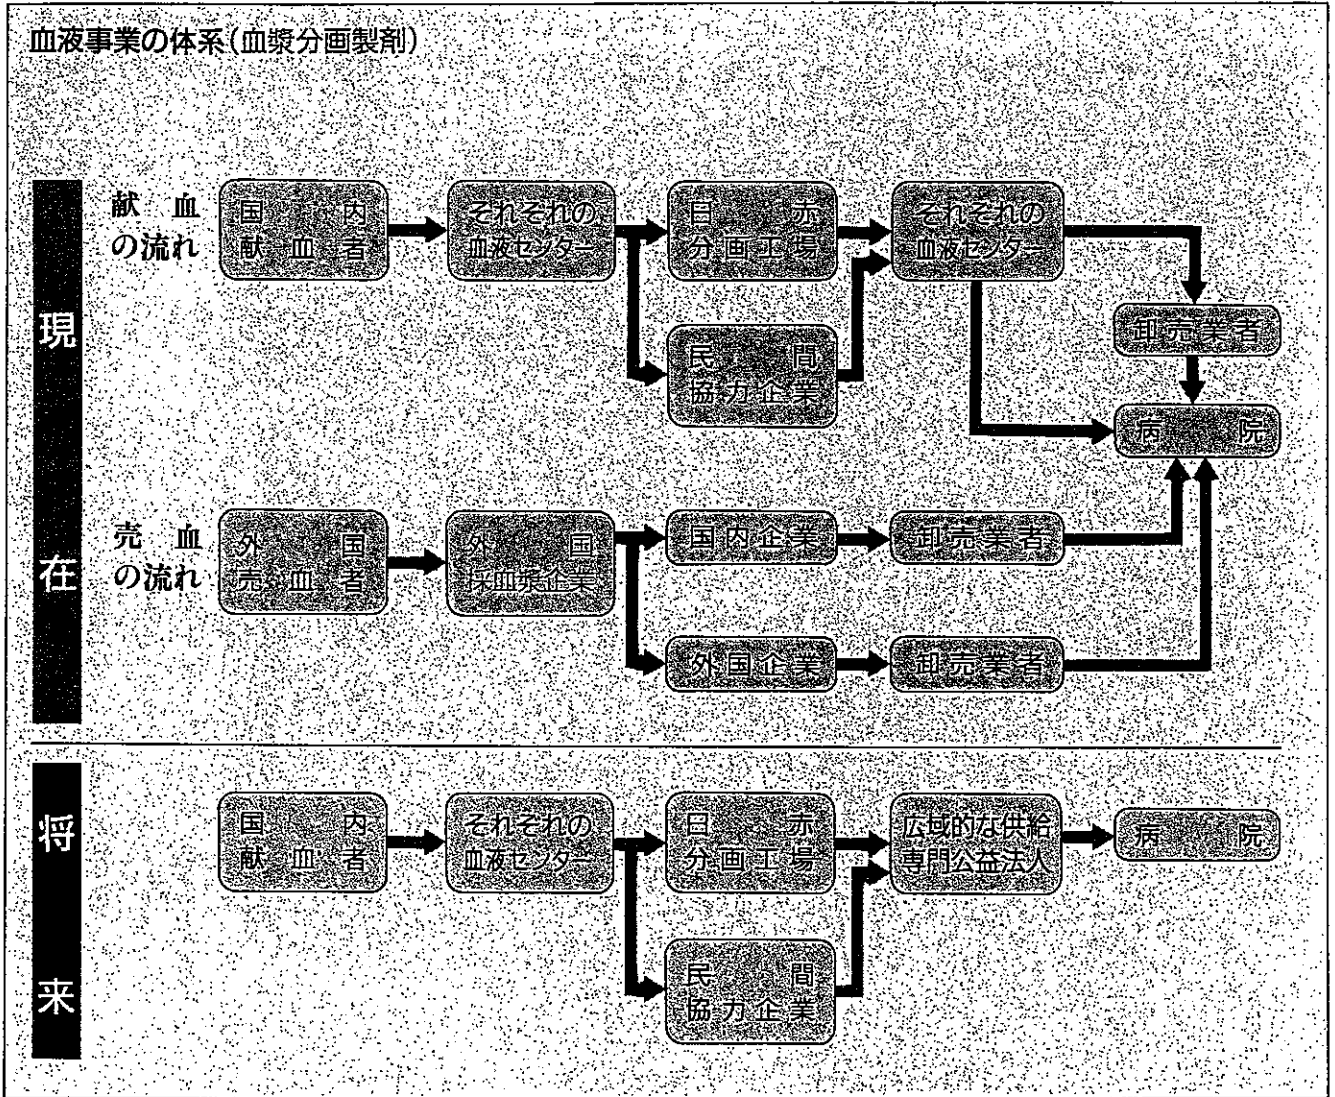 血液事業の体系(血漿分画製剤)
現在
献血
の流れ
国内
献血者
それぞれの
血液センター
日赤
分画工場
それぞれの
血液センター
民間
協力企業
卸売業者
病院
売血
の流れ
外国
売血者
外国
採血漿企業
国内企業
卸売業者
外国企業
卸売業者
将来
国内
献血者
それぞれの
血液センター
日赤
分画工場
広域的な供給
専門公益法人
病院
民間
協力企業